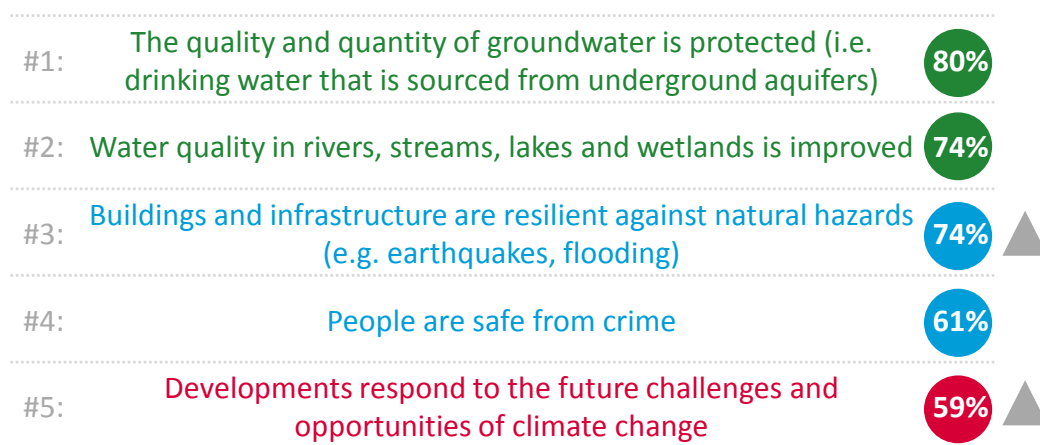 #1:
The quality and quantity of groundwater is protected (i.e.
drinking water that is sourced from underground aquifers)
80%
#2:
Water quality in rivers, streams, lakes and wetlands is improved
74%
#3:
Buildings and infrastructure are resilient against natural hazards
(e.g. earthquakes, flooding)
74%
#4:
People are safe from crime
61%
#5:
Developments respond to the future challenges and
opportunities of climate change
59%